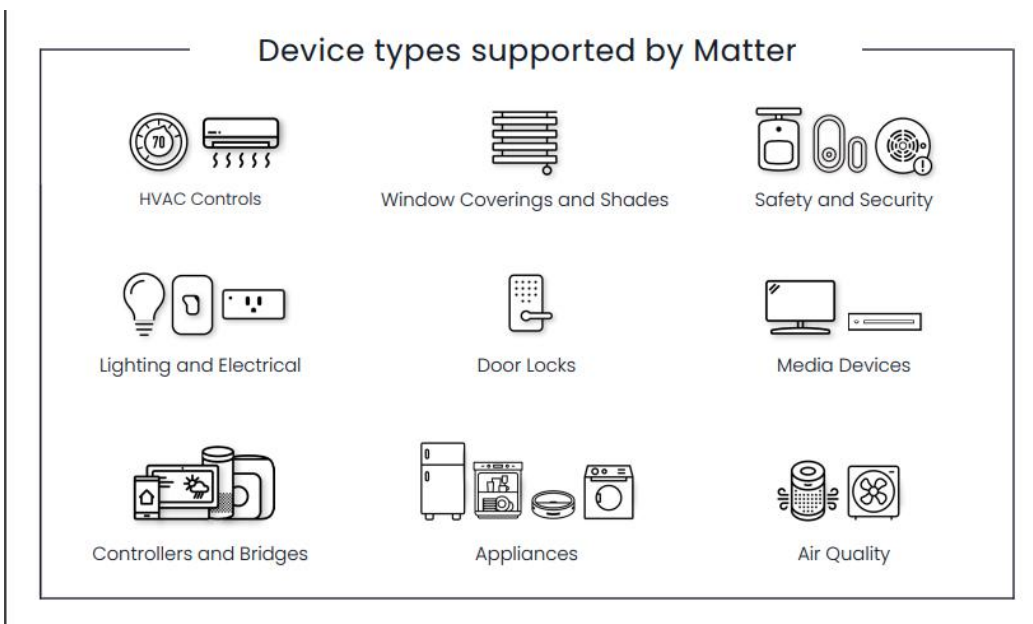 Device types supported by Matter
70
HVAC Controls
Window Coverings and Shades
Safety and Security
Lighting and Electrical
Door Locks
Media Devices
Controllers and Bridges
Appliances
Air Quality